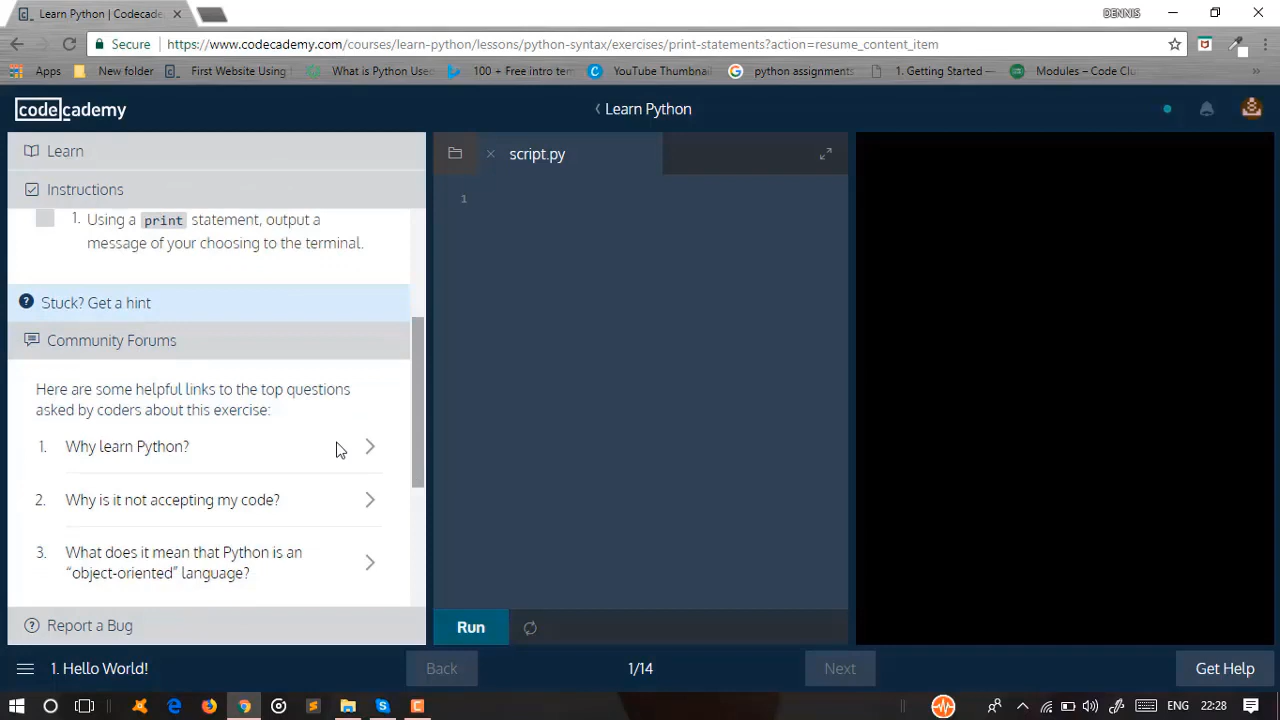 Learn Python | Codecade
DENNIS
Secure
https://www.codecademy.com/courses/learn-python/lessons/python-syntax/exercises/print-statements?action=resume_content_item
Apps
New folder
First Website Using
What is Python Use
100 + Free intro ter
YouTube Thumbnai
python assignments
1. Getting Started —
Modules – Code Clu
»
codecademy
Learn Python
Learn
Instructions
1. Using a print statement, output a
message of your choosing to the terminal.
Stuck? Get a hint
Community Forums
Here are some helpful links to the top questions
asked by coders about this exercise:
1. Why learn Python?
2. Why is it not accepting my code?
3. What does it mean that Python is an
“object-oriented” language?
Report a Bug
script.py
1
Run
1. Hello World!
Back
1/14
Next
Get Help
ENG
22:28